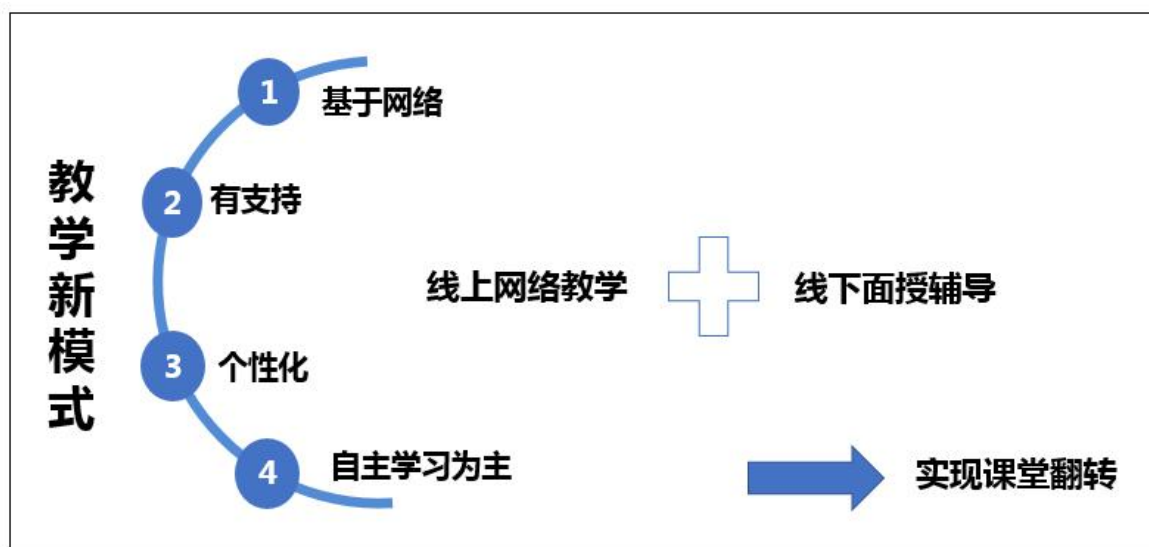 教学新模式
1
基于网络
2
有支持
3
个性化
4
自主学习为主
线上网络教学
线下面授辅导
实现课堂翻转